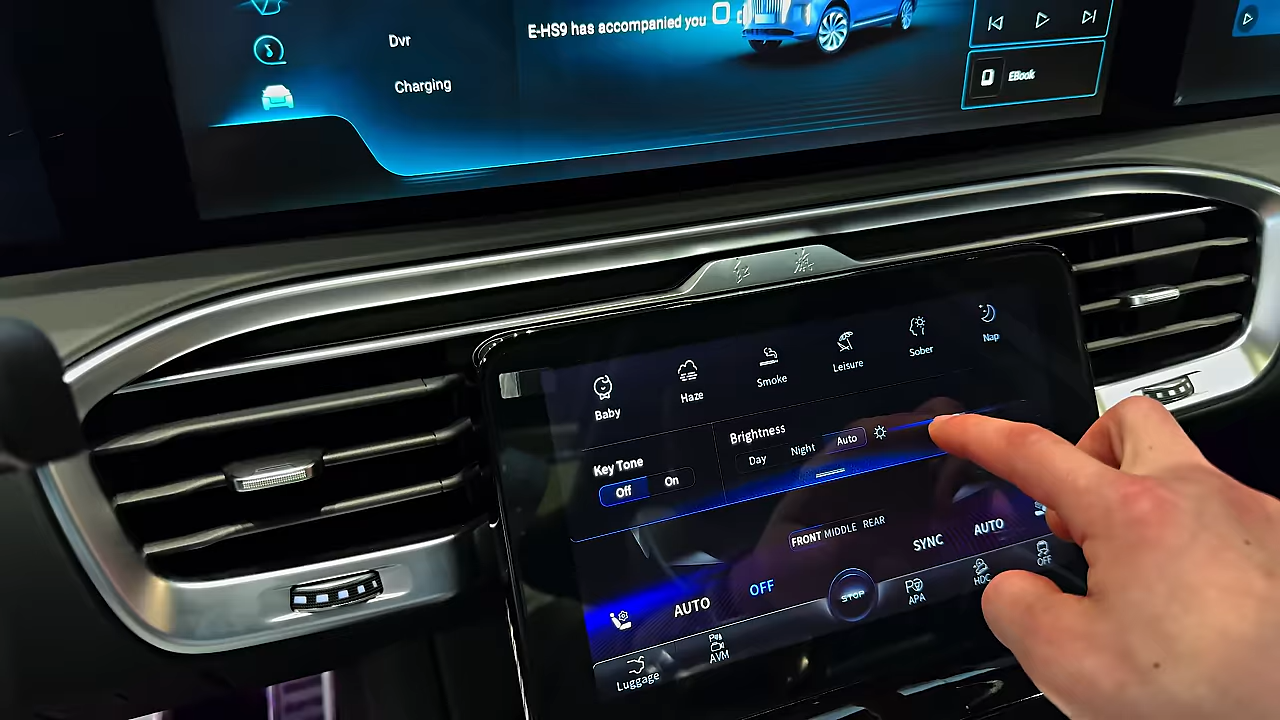 Dvr
E-HS9 has accompanied you
Charging
EBook
Baby
Haze
Smoke
Leisure
Sober
Nap
Key Tone
Off
On
Brightness
Day
Night
Auto
FRONT MIDDLE REAR
AUTO
OFF
STOP
SYNC
AUTO
Luggage
AVM
APA
HDC
OFF